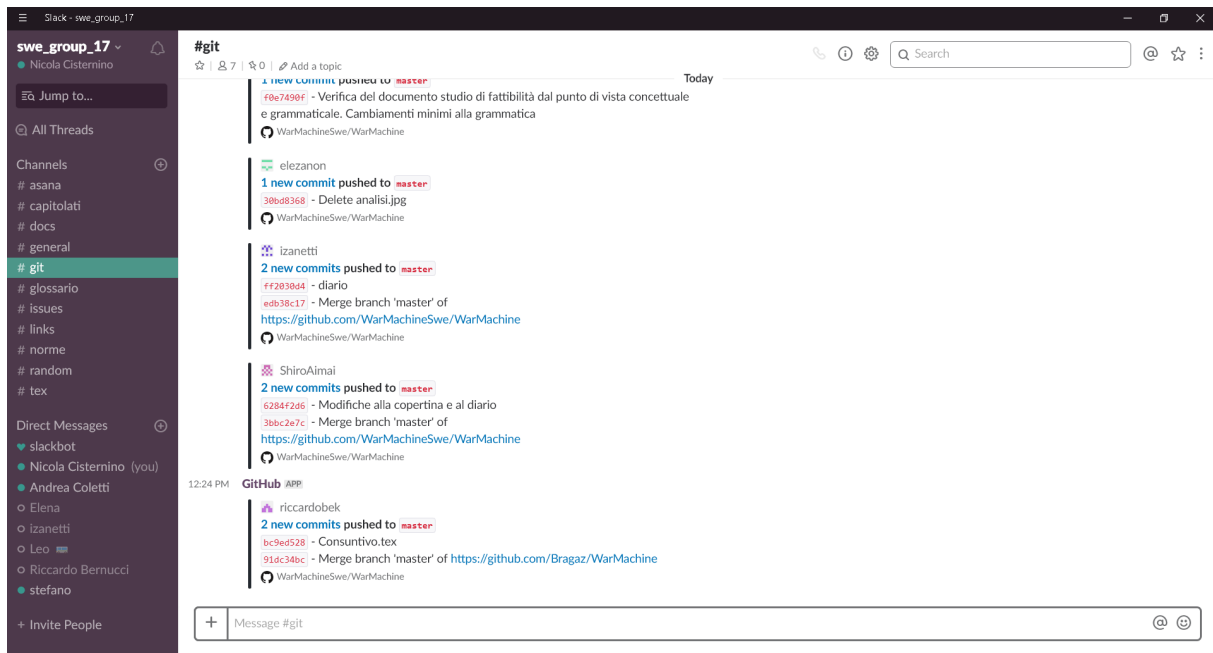 Slack - swe_group_17
swe_group_17
Nicola Cisternino
Jump to...
All Threads
Channels
# asana
# capitolati
# docs
# general
# git
# glossario
# issues
# links
# norme
# random
# tex
Direct Messages
slackbot
Nicola Cisternino (you)
Andrea Coletti
Elena
izanetti
Leo
Riccardo Bernucci
stefano
+ Invite People
#git
7 | 0 | Add a topic
Search
Today
1 new commit pushed to master
f0e7490f - Verifica del documento studio di fattibilità dal punto di vista concettuale
e grammaticale. Cambiamenti minimi alla grammatica
WarMachineSwe/WarMachine
elezanon
1 new commit pushed to master
30bd8368 - Delete analisi.jpg
WarMachineSwe/WarMachine
izanetti
2 new commits pushed to master
ff2030d4 - diario
edb38c17 - Merge branch 'master' of
https://github.com/WarMachineSwe/WarMachine
WarMachineSwe/WarMachine
ShiroAimai
2 new commits pushed to master
6284f2d6 - Modifiche alla copertina e al diario
3bbc2e7c - Merge branch 'master' of
https://github.com/WarMachineSwe/WarMachine
WarMachineSwe/WarMachine
12:24 PM GitHub APP
riccardobek
2 new commits pushed to master
bc9ed528 - Consuntivo.tex
91dc34bc - Merge branch 'master' of https://github.com/Bragaz/WarMachine
WarMachineSwe/WarMachine
+ Message #git